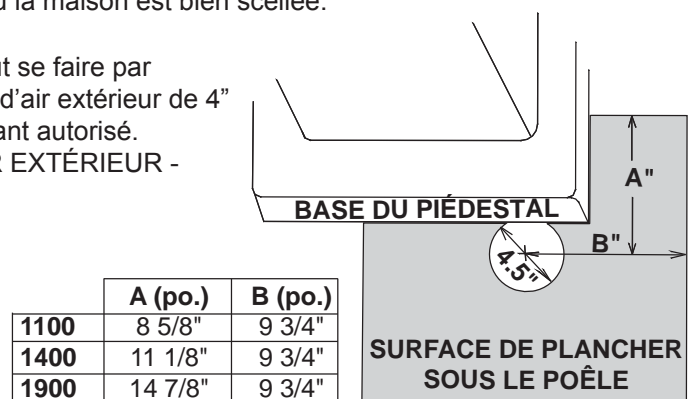 la maison est bien scellée.
se faire par
d'air extérieur de 4”
autorisé.
EXTÉRIEUR -
A"
BASE DU PIÉDESTAL
B"
4.5"
A (po.) B (po.)
1100 8 5/8" 9 3/4"
1400 11 1/8" 9 3/4"
1900 14 7/8" 9 3/4"
SURFACE DE PLANCHER
SOUS LE POÊLE